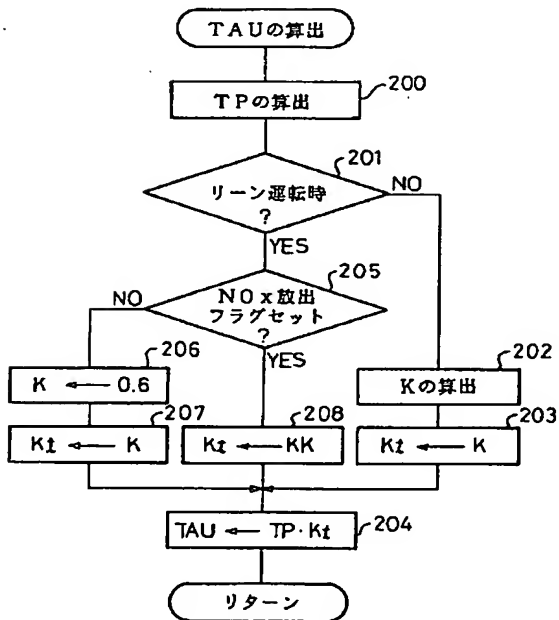 TAUの算出
TPの算出
200
201
リーン運転時
?
NO
YES
205
NOx放出
フラグセット
?
NO
YES
206
K ← 0.6
202
Kの算出
207
Kt ← K
208
Kt ← KK
203
Kt ← K
TAU ← TP・Kt
204
リターン